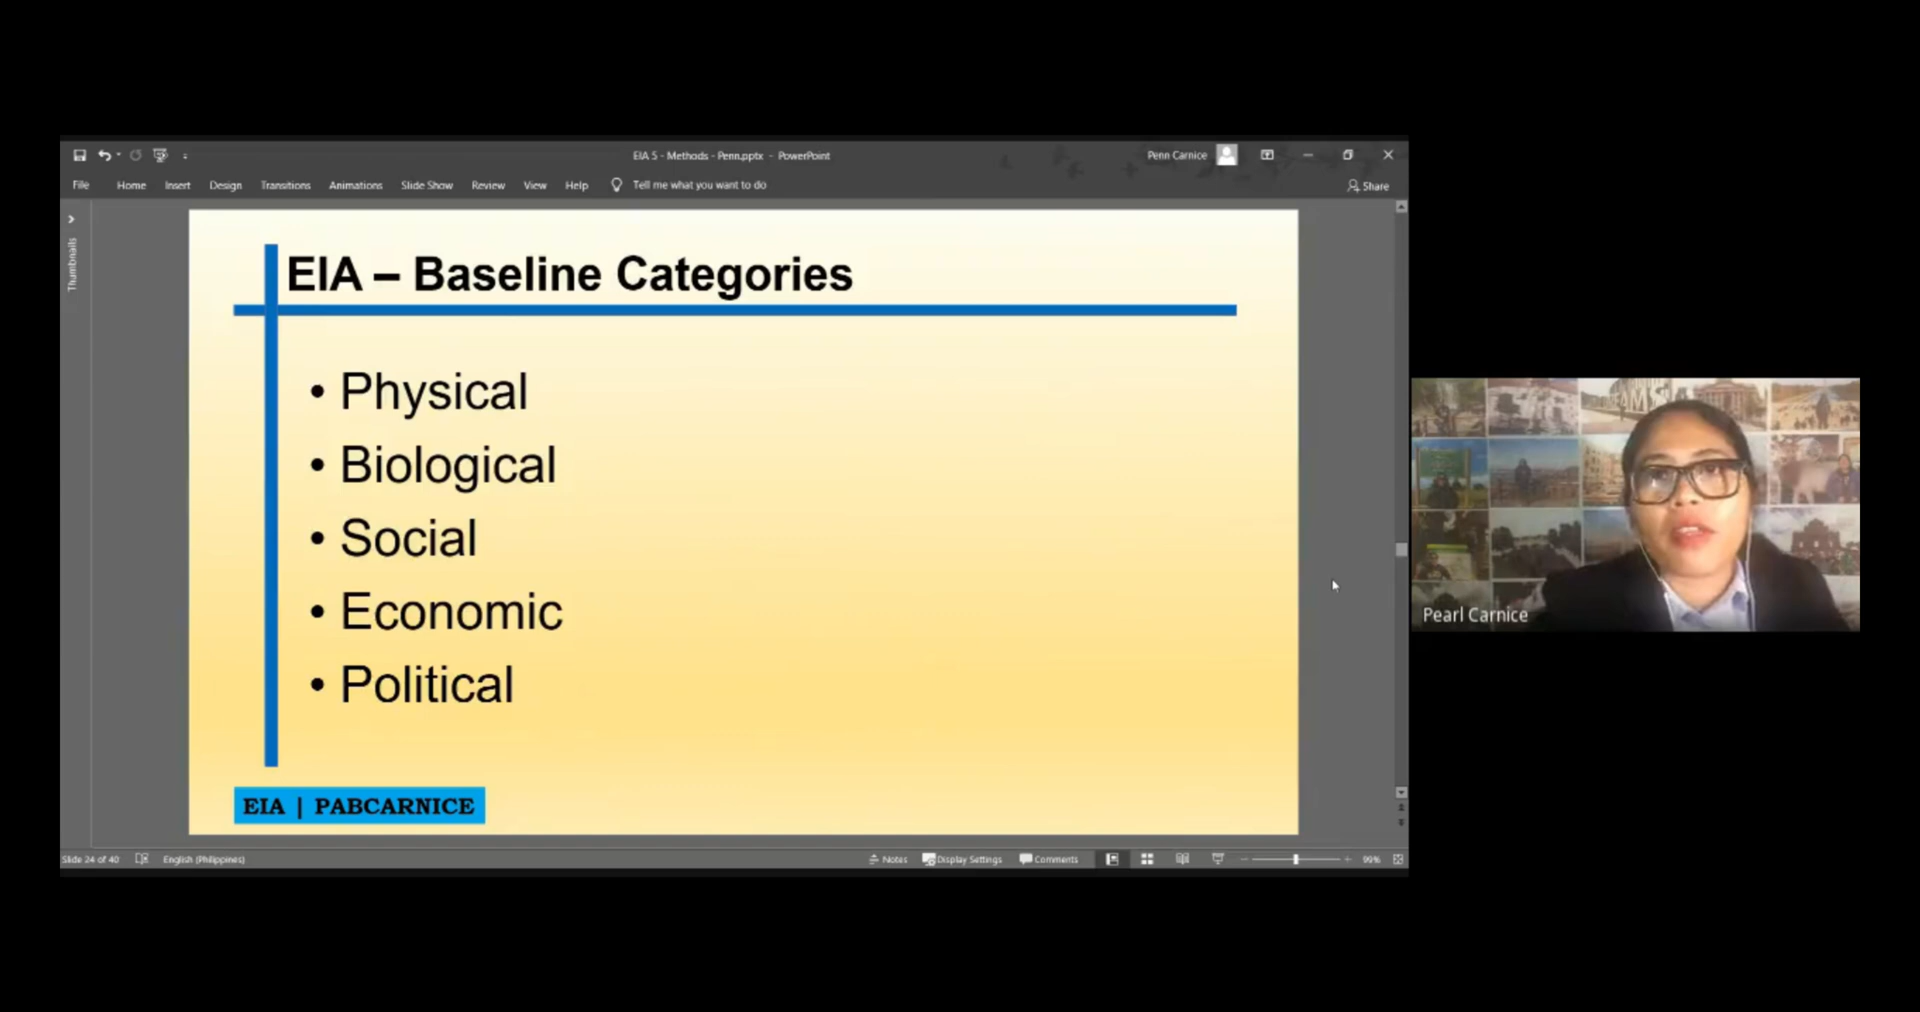 EIA 5 - Methods - Penn.pptx - PowerPoint
Penn Carnice
File Home Insert Design Transitions Animations Slide Show Review View Help Tell me what you want to do
Share
Thumbnails
EIA – Baseline Categories
• Physical
• Biological
• Social
• Economic
• Political
EIA | PABCARNICE
Pearl Carnice
Slide 24 of 40 English (Philippines)
Notes Display Settings Comments 99%